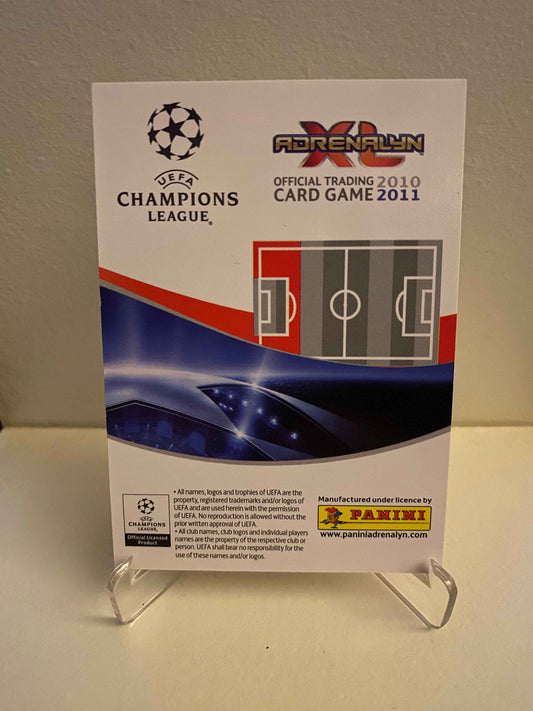 UEFA
CHAMPIONS
LEAGUE®
ADRENALYN
XL
OFFICIAL TRADING 2010
CARD GAME 2011
UEFA
CHAMPIONS
LEAGUE
Official Licensed
Product
• All names, logos and trophies of UEFA are the
property, registered trademarks and/or logos of
UEFA and are used herein with the permission
of UEFA. No reproduction is allowed without the
prior written approval of UEFA.
• All club names, club logos and individual players
names are the property of the respective club or
person. UEFA shall bear no responsibility for the
use of these names and/or logos.
Manufactured under licence by
PANINI
www.paniniadrenalyn.com